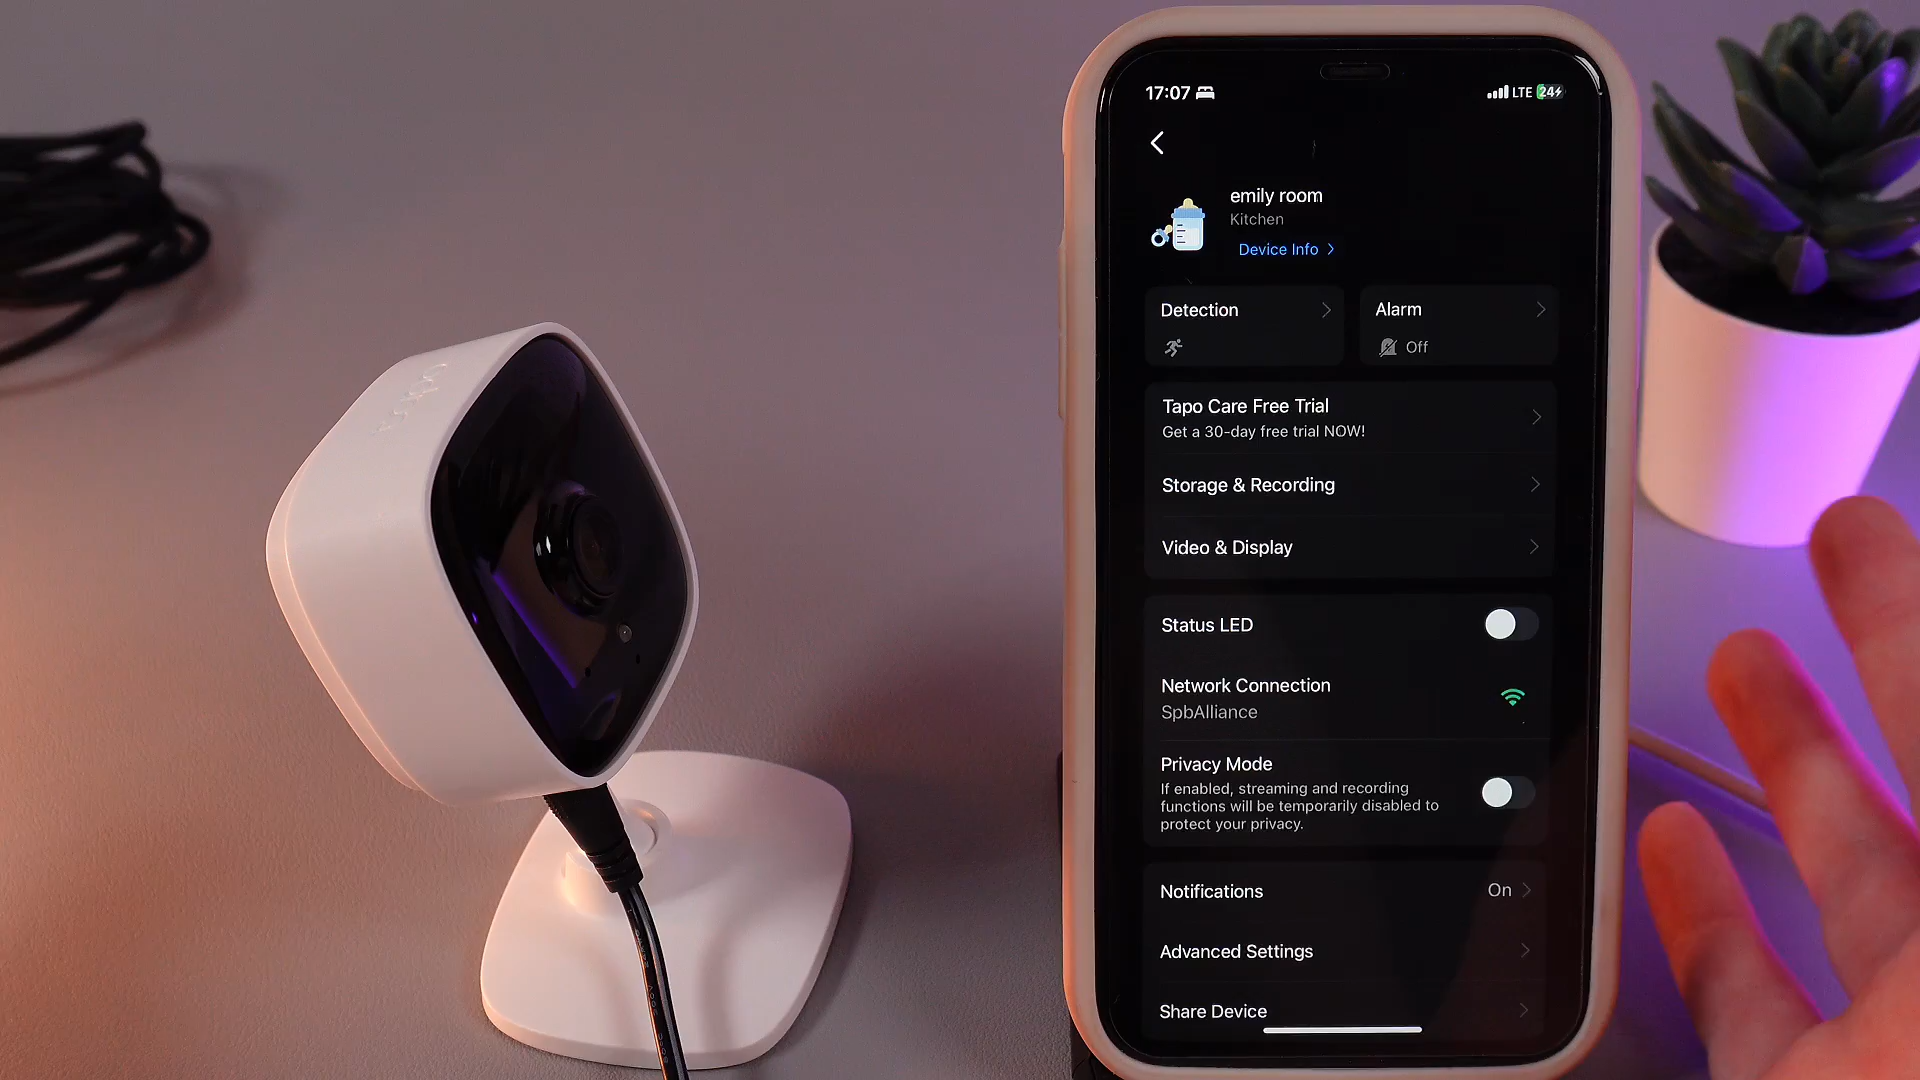 17:07
LTE 24
emily room
Kitchen
Device Info
Detection
Alarm
Off
Tapo Care Free Trial
Get a 30-day free trial NOW!
Storage & Recording
Video & Display
Status LED
Network Connection
SpbAlliance
Privacy Mode
If enabled, streaming and recording
functions will be temporarily disabled to
protect your privacy.
Notifications
On
Advanced Settings
Share Device